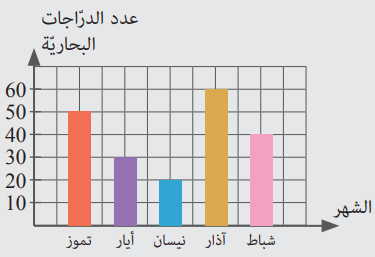 عدد الدرّاجات
البحاريّة
60
50
40
30
20
10
الشهر
شباط
آذار
نيسان
أيار
تموز